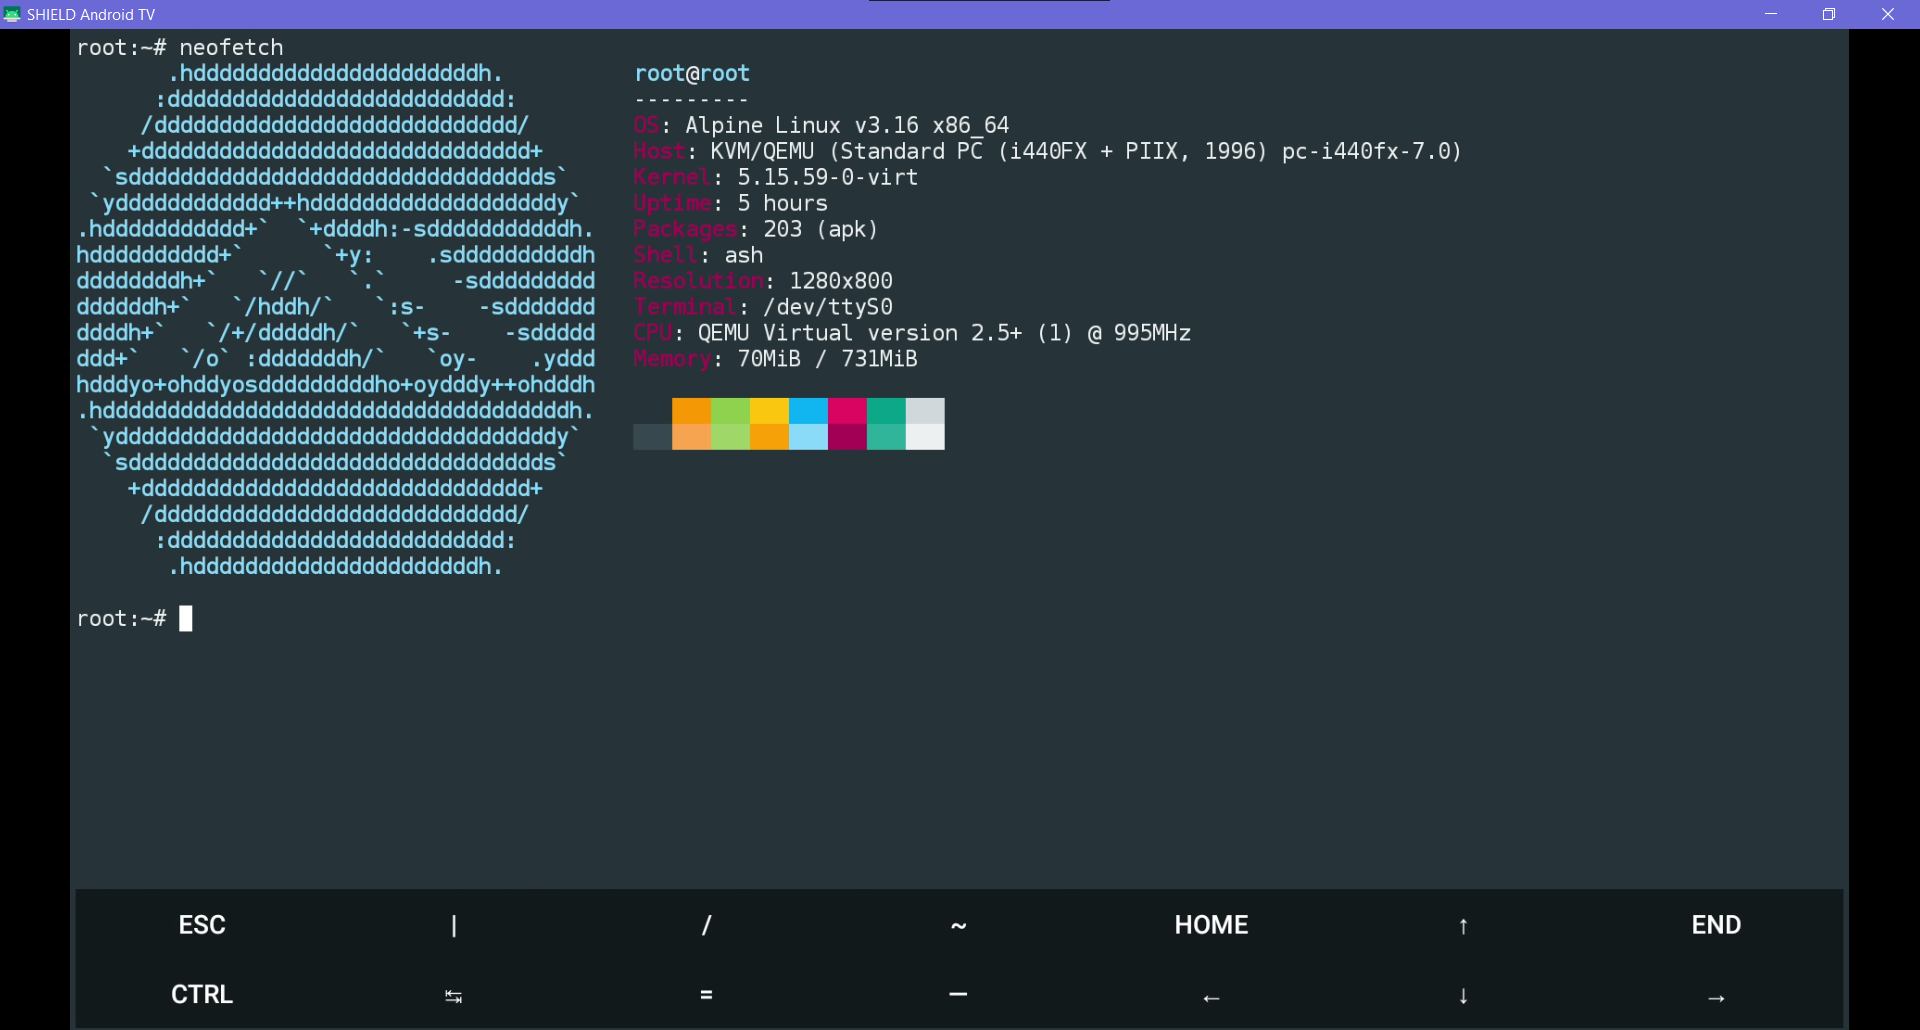 SHIELD Android TV
root:~# neofetch
.hddddddddddddddddddddddh.
:dddddddddddddddddddddddddd:
/dddddddddddddddddddddddddddd/
+dddddddddddddddddddddddddddddd+
`sdddddddddddddddddddddddddddddddds`
`ydddddddddddd++hdddddddddddddddddddy`
.hddddddddddd+` `+ddddh:-sdddddddddddh.
hdddddddddd+` `+y: .sddddddddddh
ddddddddh+` `//` `.` -sddddddddd
ddddddh+` `/hddh/` `:s- -sddddddd
ddddh+` `/+/dddddh/` `+s- -sddddd
ddd+` `/o` :dddddddh/` `oy- .yddd
hdddyo+ohddyosdddddddddho+oydddy++ohdddh
.hddddddddddddddddddddddddddddddddddddh.
`yddddddddddddddddddddddddddddddddddy`
`sdddddddddddddddddddddddddddddddds`
+dddddddddddddddddddddddddddddd+
/dddddddddddddddddddddddddddd/
:dddddddddddddddddddddddddd:
.hddddddddddddddddddddddh.
root@root
---------
OS: Alpine Linux v3.16 x86_64
Host: KVM/QEMU (Standard PC (i440FX + PIIX, 1996) pc-i440fx-7.0)
Kernel: 5.15.59-0-virt
Uptime: 5 hours
Packages: 203 (apk)
Shell: ash
Resolution: 1280x800
Terminal: /dev/ttyS0
CPU: QEMU Virtual version 2.5+ (1) @ 995MHz
Memory: 70MiB / 731MiB
root:~#
ESC | / ~ HOME ↑ END
CTRL ↹ = — ← ↓ →